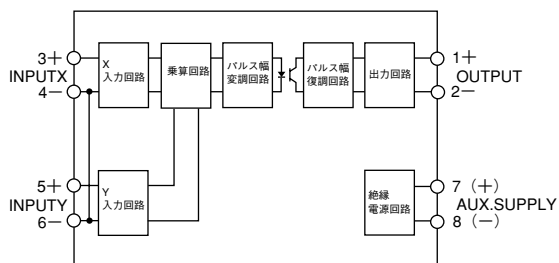 3+
INPUTX
4−
X
入力回路
乗算回路
パルス幅
変調回路
パルス幅
復調回路
出力回路
1+
OUTPUT
2−
5+
INPUTY
6−
Y
入力回路
絶縁
電源回路
7 (+)
AUX.SUPPLY
8 (−)